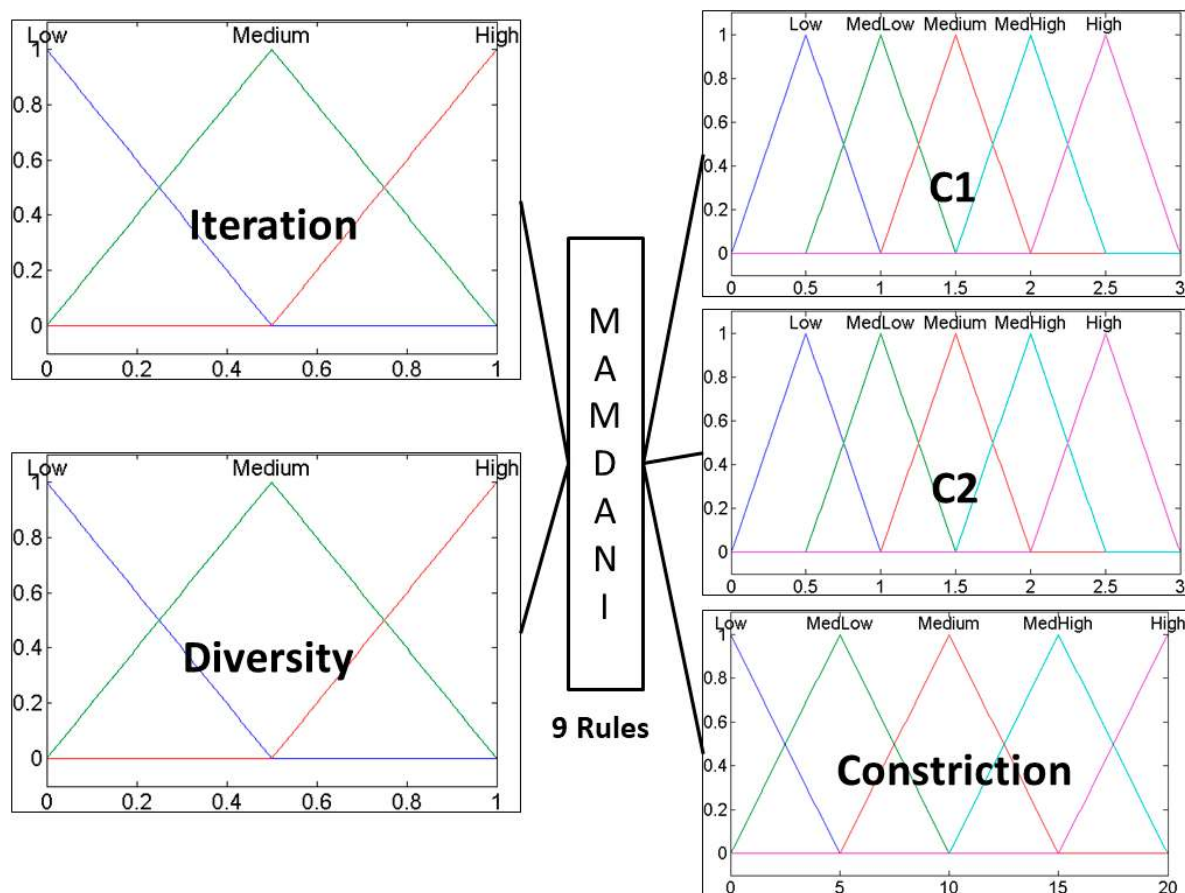 Low Medium High
1
0.8
0.6
0.4
0.2
0
Iteration
0 0.2 0.4 0.6 0.8 1
Low Medium High
1
0.8
0.6
0.4
0.2
0
Diversity
0 0.2 0.4 0.6 0.8 1
M
A
M
D
A
N
I
9 Rules
Low MedLow Medium MedHigh High
1
0.8
0.6
0.4
0.2
0
C1
0 0.5 1 1.5 2 2.5 3
Low MedLow Medium MedHigh High
1
0.8
0.6
0.4
0.2
0
C2
0 0.5 1 1.5 2 2.5 3
Low MedLow Medium MedHigh High
1
0.8
0.6
0.4
0.2
0
Constriction
0 5 10 15 20